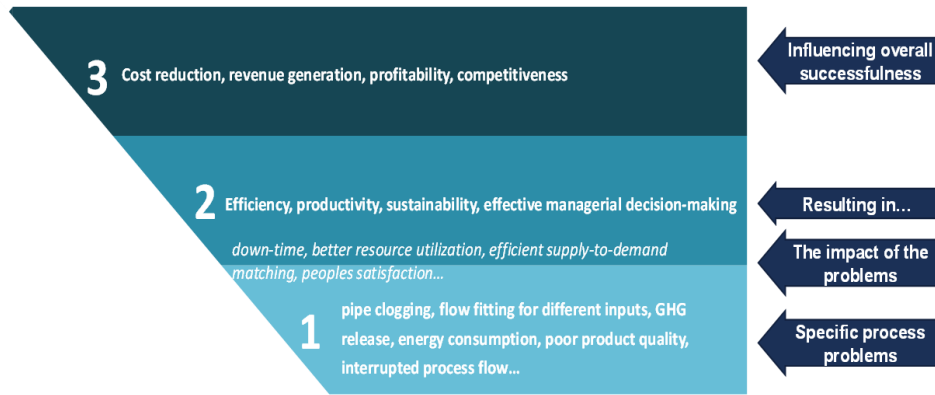 3
Cost reduction, revenue generation, profitability, competitiveness
Influencing overall
successfulness
2
Efficiency, productivity, sustainability, effective managerial decision-making
Resulting in...
down-time, better resource utilization, efficient supply-to-demand
matching, peoples satisfaction...
The impact of the
problems
1
pipe clogging, flow fitting for different inputs, GHG
release, energy consumption, poor product quality,
interrupted process flow...
Specific process
problems